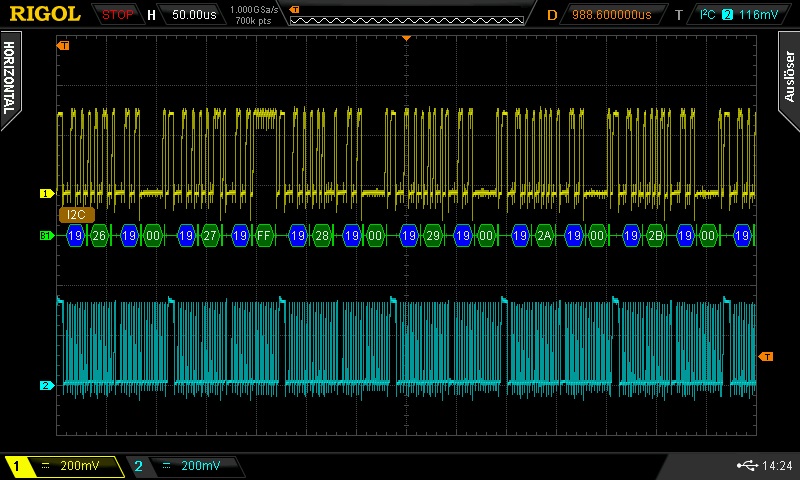 RIGOL STOP H 50.00us 1.000GSa/s 700k pts T D 988.600000us T I²C 2 116mV
HORIZONTAL
Auslöser
T
1
I2C
B1 19 26 19 00 19 27 19 FF 19 28 19 00 19 29 19 00 19 2A 19 00 19 2B 19 00 19
T
2
1 200mV 2 200mV 14:24